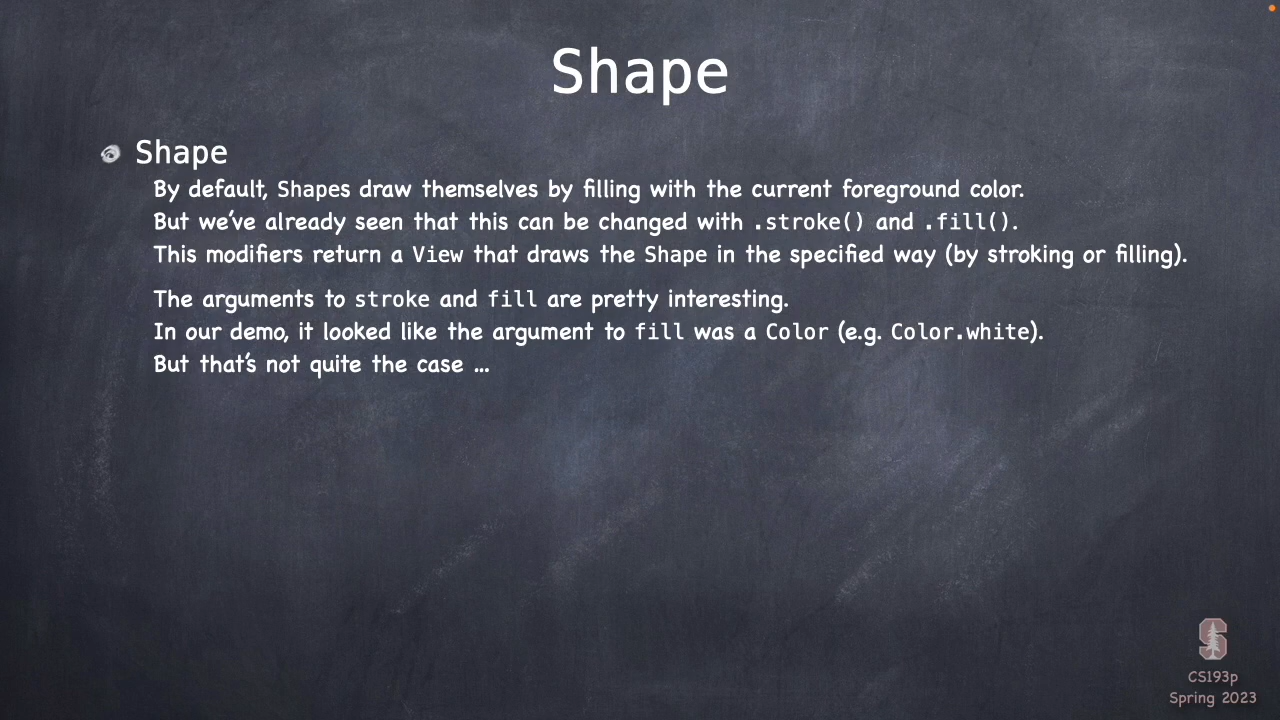 Shape
Shape
By default, Shapes draw themselves by filling with the current foreground color.
But we've already seen that this can be changed with .stroke() and .fill().
This modifiers return a View that draws the Shape in the specified way (by stroking or filling).
The arguments to stroke and fill are pretty interesting.
In our demo, it looked like the argument to fill was a Color (e.g. Color.white).
But that's not quite the case ...
S
CS193p
Spring 2023